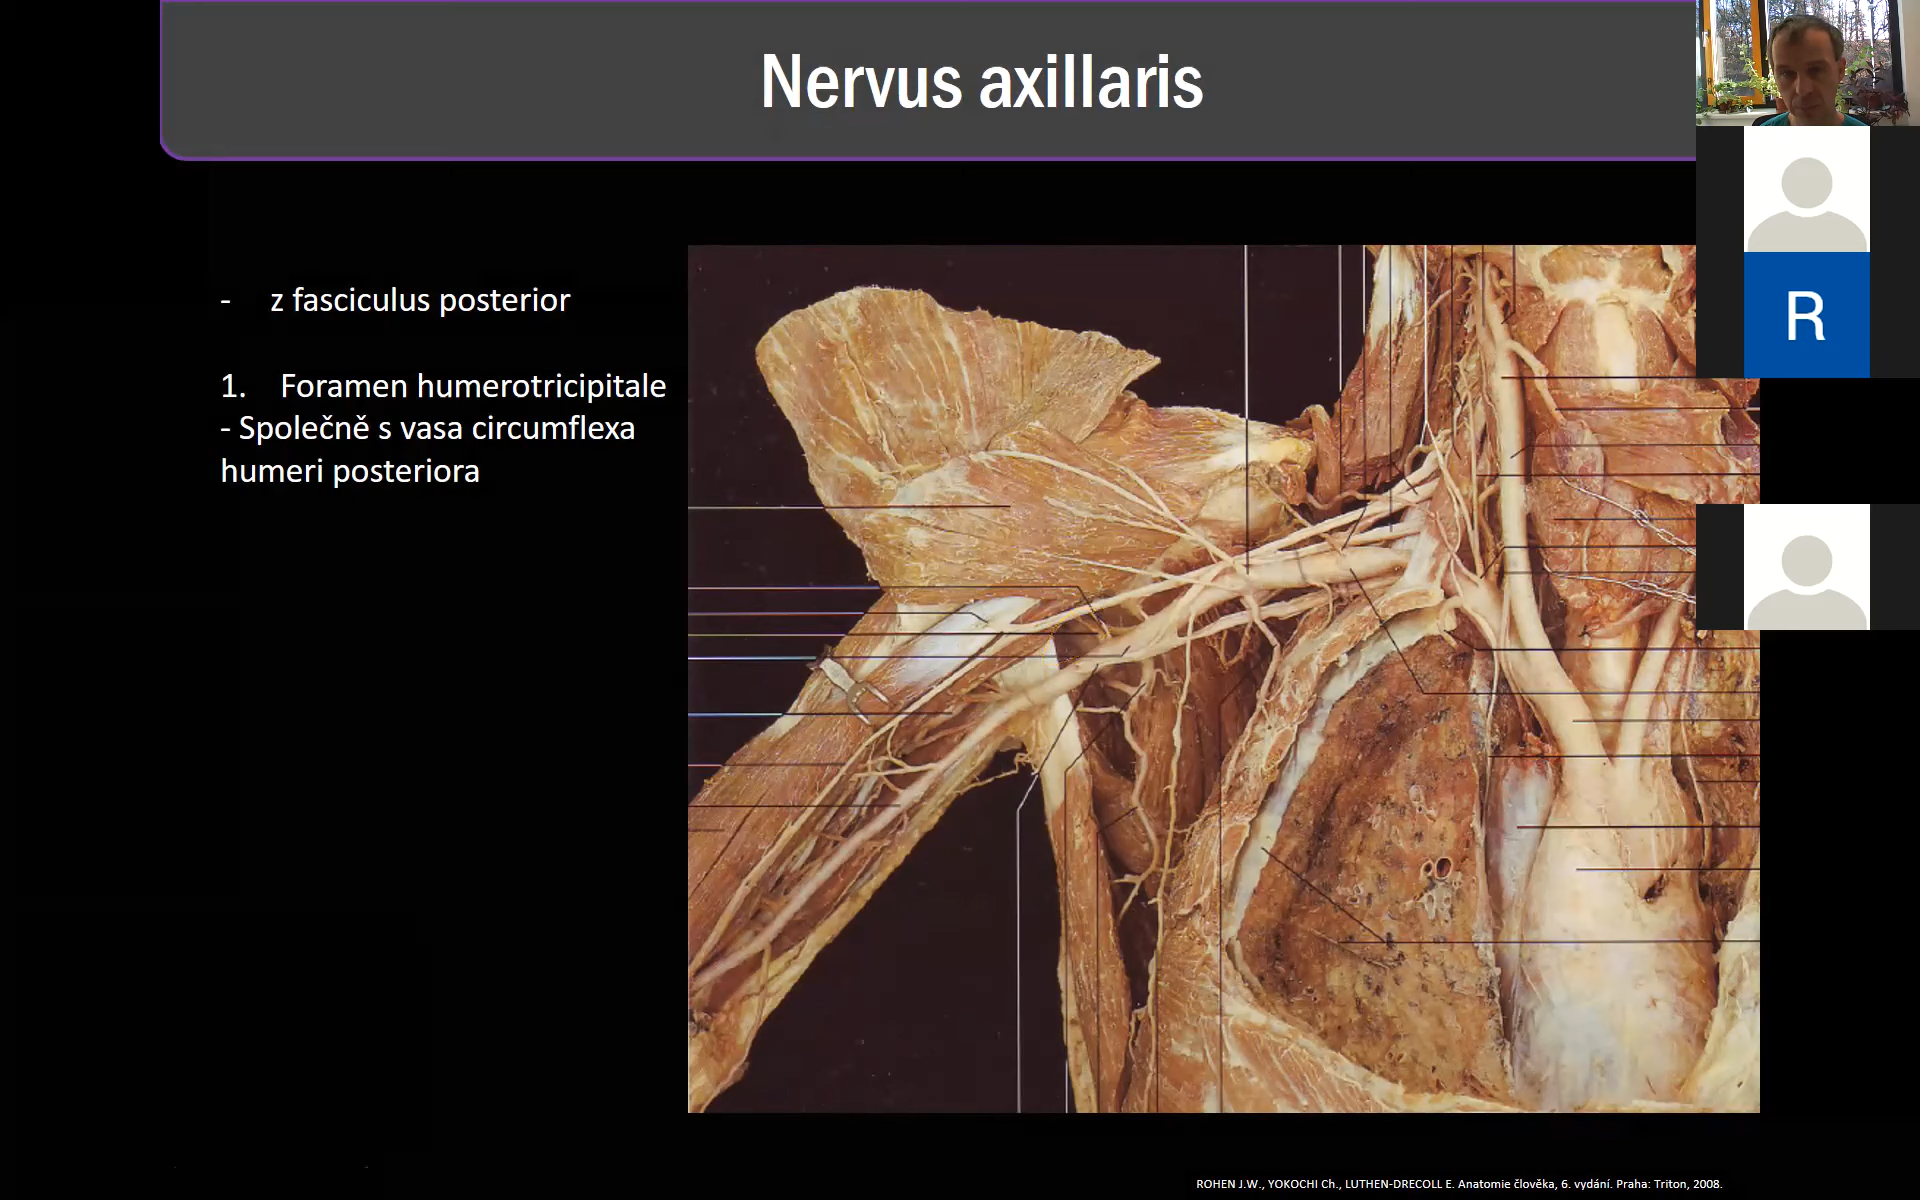 Nervus axillaris
- z fasciculus posterior
1. Foramen humerotricipitale
- Společně s vasa circumflexa
humeri posteriora
R
ROHEN J.W., YOKOCHI Ch., LUTHEN-DRECOLL E. Anatomie člověka, 6. vydání. Praha: Triton, 2008.